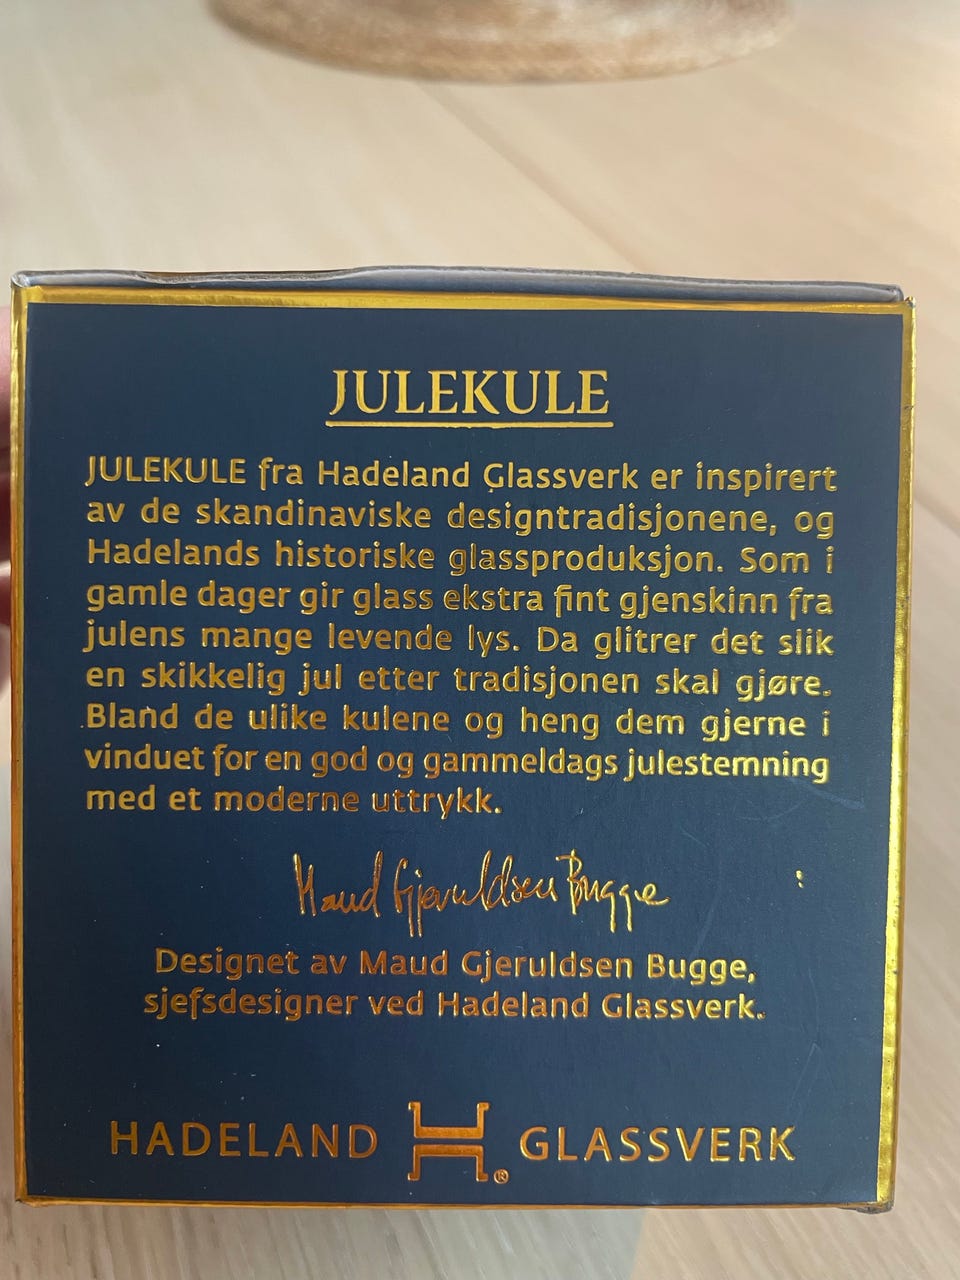 JULEKULE
JULEKULE fra Hadeland Glassverk er inspirert
av de skandinaviske designtradisjonene, og
Hadelands historiske glassproduksjon. Som i
gamle dager gir glass ekstra fint gjenskinn fra
julens mange levende lys. Da glitrer det slik
en skikkelig jul etter tradisjonen skal gjøre.
Bland de ulike kulene og heng dem gjerne i
vinduet for en god og gammeldags julestemning
med et moderne uttrykk.
Maud Gjeruldsen Bugge
Designet av Maud Gjeruldsen Bugge,
sjefsdesigner ved Hadeland Glassverk.
HADELAND H® GLASSVERK